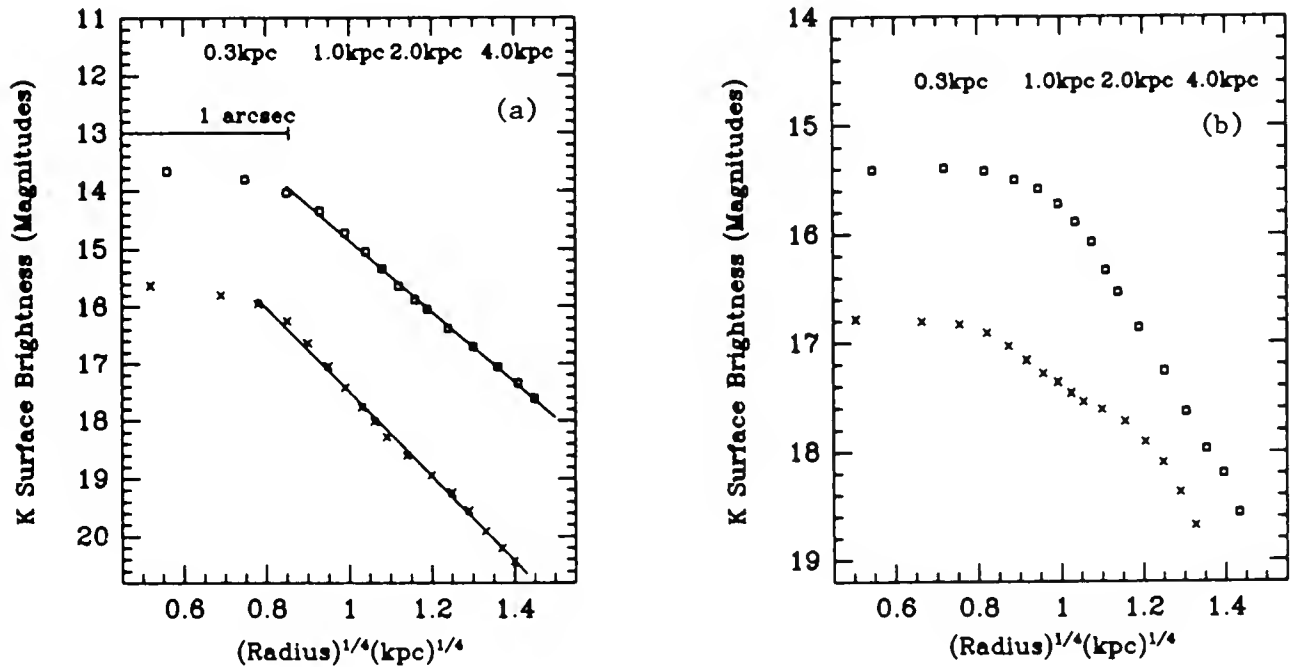 11
12
13
14
15
16
17
18
19
20
K Surface Brightness (Magnitudes)
0.3kpc 1.0kpc 2.0kpc 4.0kpc
(a)
1 arcsec
0.6 0.8 1 1.2 1.4
(Radius)^1/4(kpc)^1/4
14
15
16
17
18
19
K Surface Brightness (Magnitudes)
0.3kpc 1.0kpc 2.0kpc 4.0kpc
(b)
0.6 0.8 1 1.2 1.4
(Radius)^1/4(kpc)^1/4